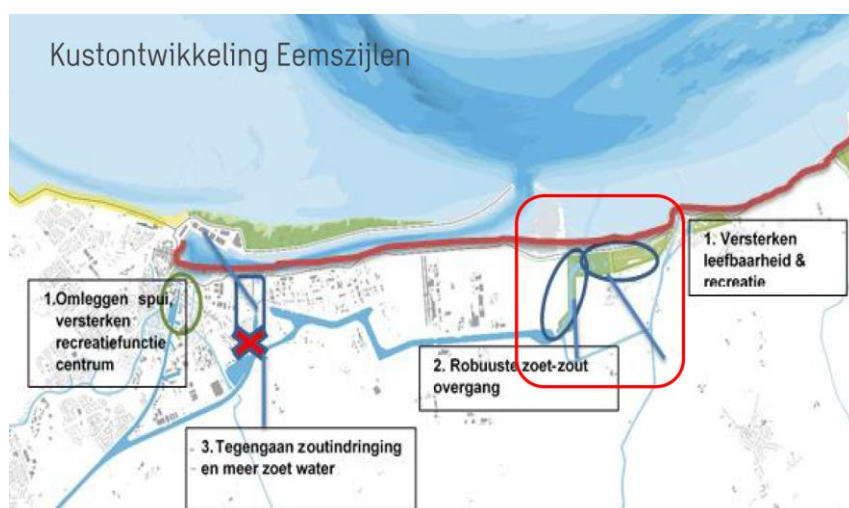 Kustontwikkeling Eemszijlen
1. Versterken
leefbaarheid &
recreatie
1.Omleggen spui,
versterken
recreatiefunctie
centrum
2. Robuuste zoet-zout
overgang
3.Tegengaan zoutindringing
en meer zoet water